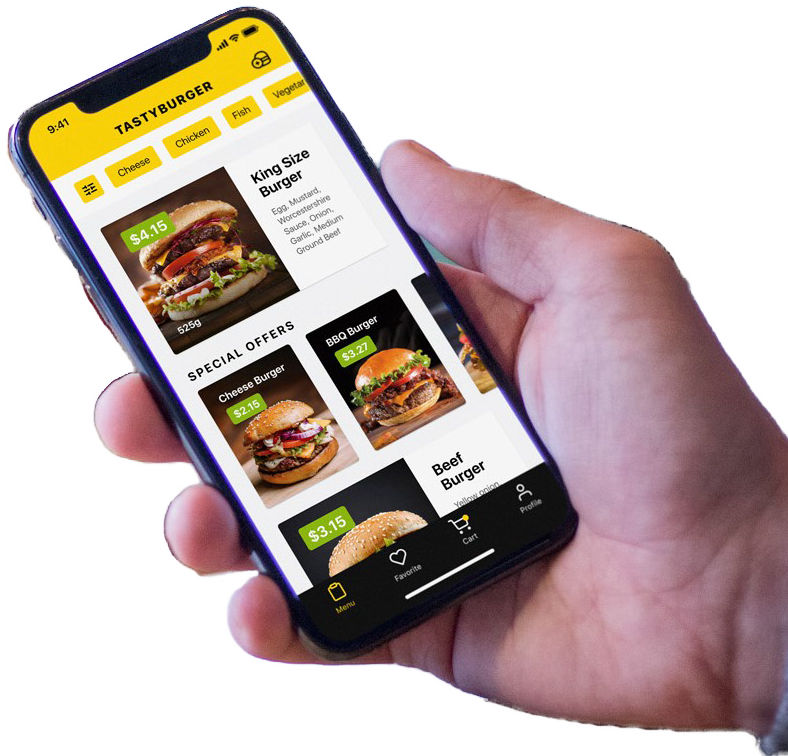 9:41
TASTYBURGER
Cheese
Chicken
Fish
$4.15
525g
King Size
Burger
Egg, Mustard,
Worcestershire
Sauce, Onion,
Garlic, Medium
Ground Beef
SPECIAL OFFERS
Cheese Burger
$2.15
BBQ Burger
$3.27
$3.15
Beef
Burger
Yellow onion
Menu
Favorite
Cart
Profile